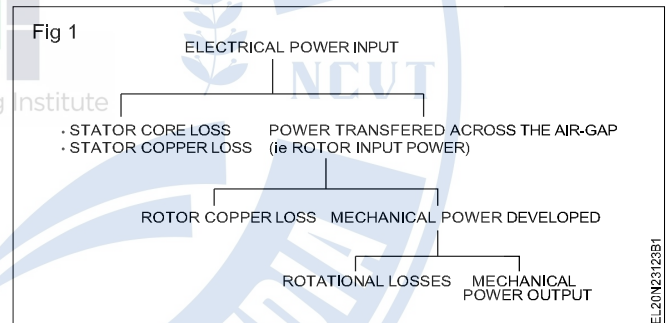 Fig 1
ELECTRICAL POWER INPUT
NCVT
g Institute
• STATOR CORE LOSS POWER TRANSFERED ACROSS THE AIR-GAP
• STATOR COPPER LOSS (ie ROTOR INPUT POWER)
ROTOR COPPER LOSS MECHANICAL POWER DEVELOPED
ROTATIONAL LOSSES MECHANICAL
POWER OUTPUT
EL20N23123B1